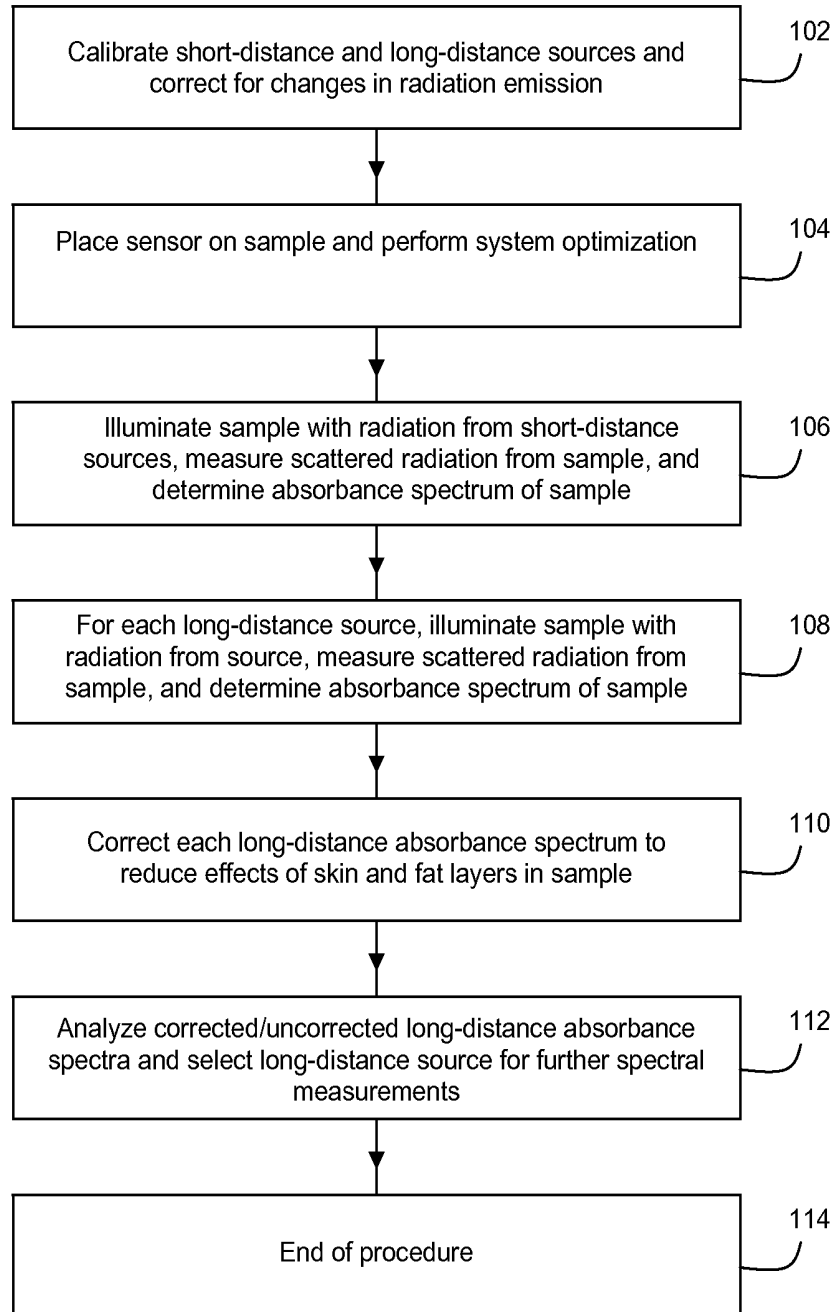 Calibrate short-distance and long-distance sources and
correct for changes in radiation emission
102
Place sensor on sample and perform system optimization
104
Illuminate sample with radiation from short-distance
sources, measure scattered radiation from sample, and
determine absorbance spectrum of sample
106
For each long-distance source, illuminate sample with
radiation from source, measure scattered radiation from
sample, and determine absorbance spectrum of sample
108
Correct each long-distance absorbance spectrum to
reduce effects of skin and fat layers in sample
110
Analyze corrected/uncorrected long-distance absorbance
spectra and select long-distance source for further spectral
measurements
112
End of procedure
114